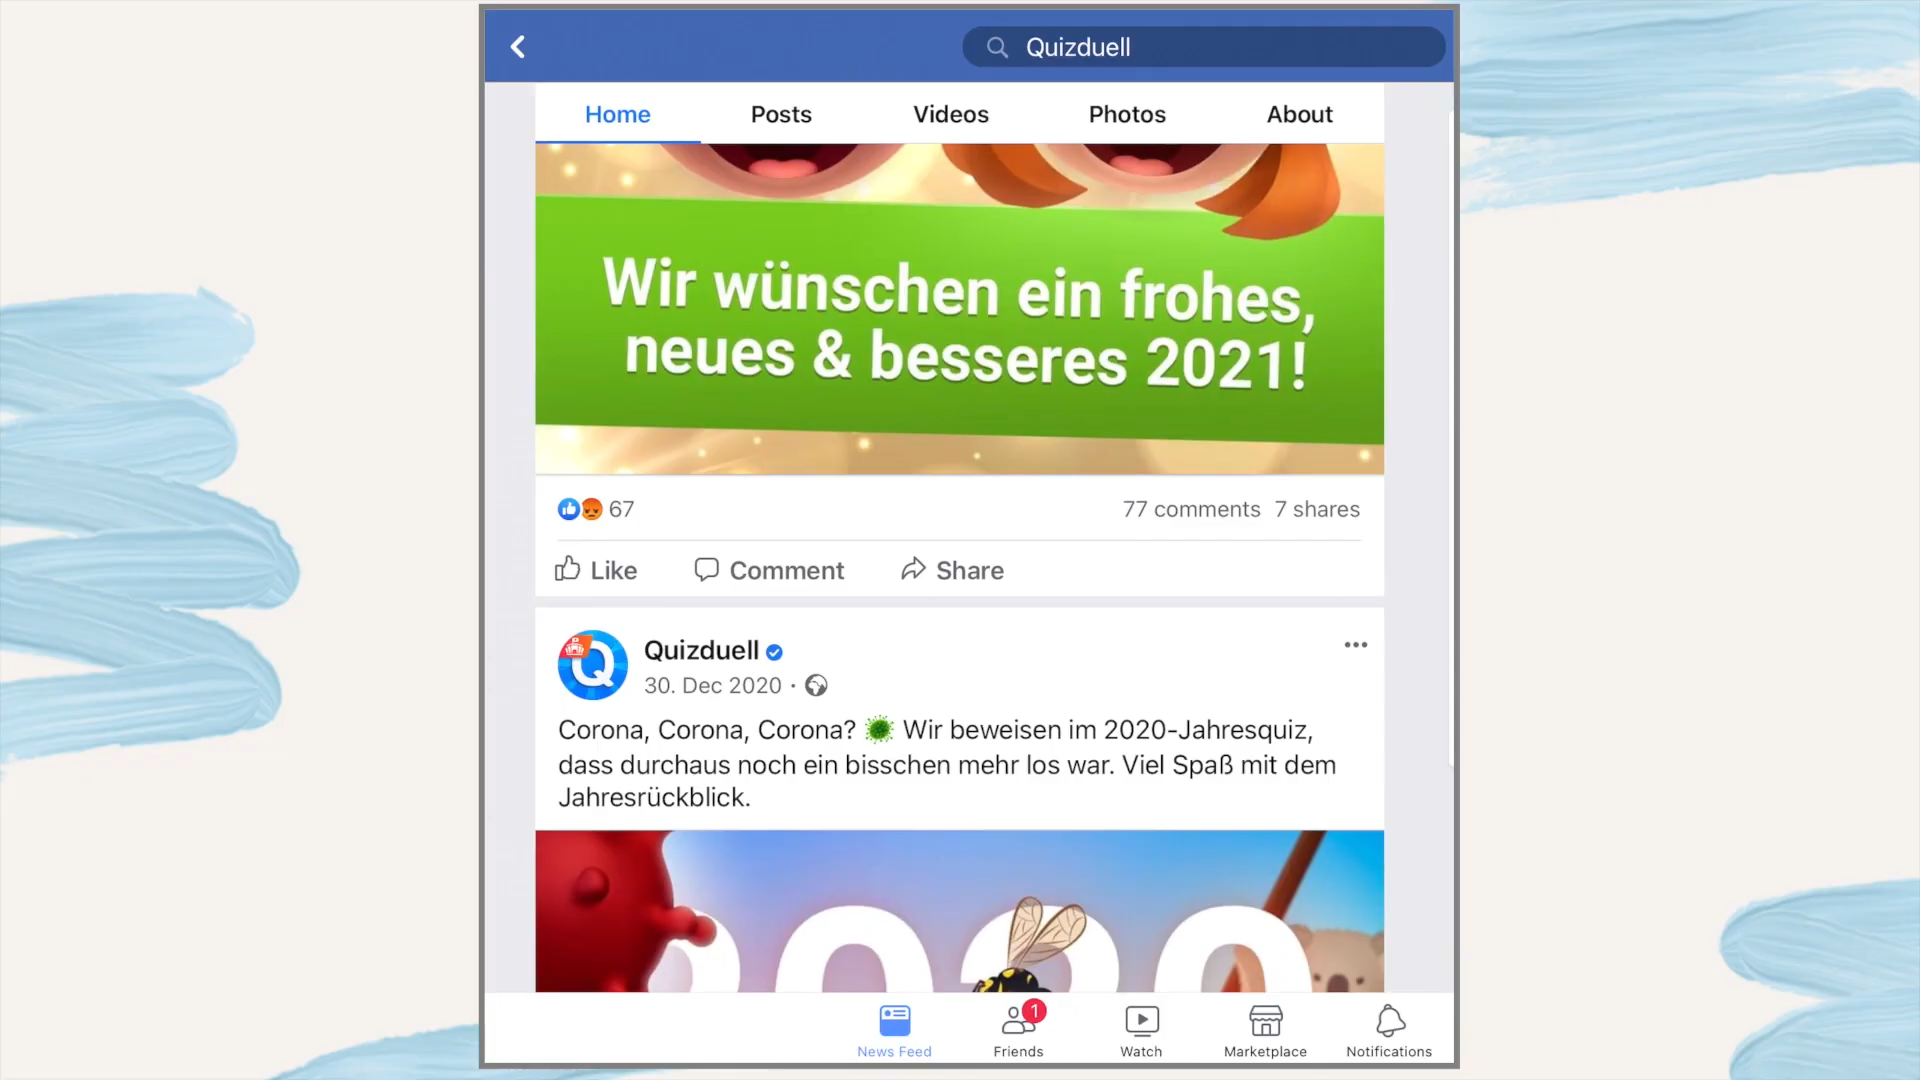 Quizduell
Home Posts Videos Photos About
Wir wünschen ein frohes,
neues & besseres 2021!
67 77 comments 7 shares
Like Comment Share
Quizduell
30. Dec 2020 ·
Corona, Corona, Corona? Wir beweisen im 2020-Jahresquiz,
dass durchaus noch ein bisschen mehr los war. Viel Spaß mit dem
Jahresrückblick.
2020
1
News Feed Friends Watch Marketplace Notifications